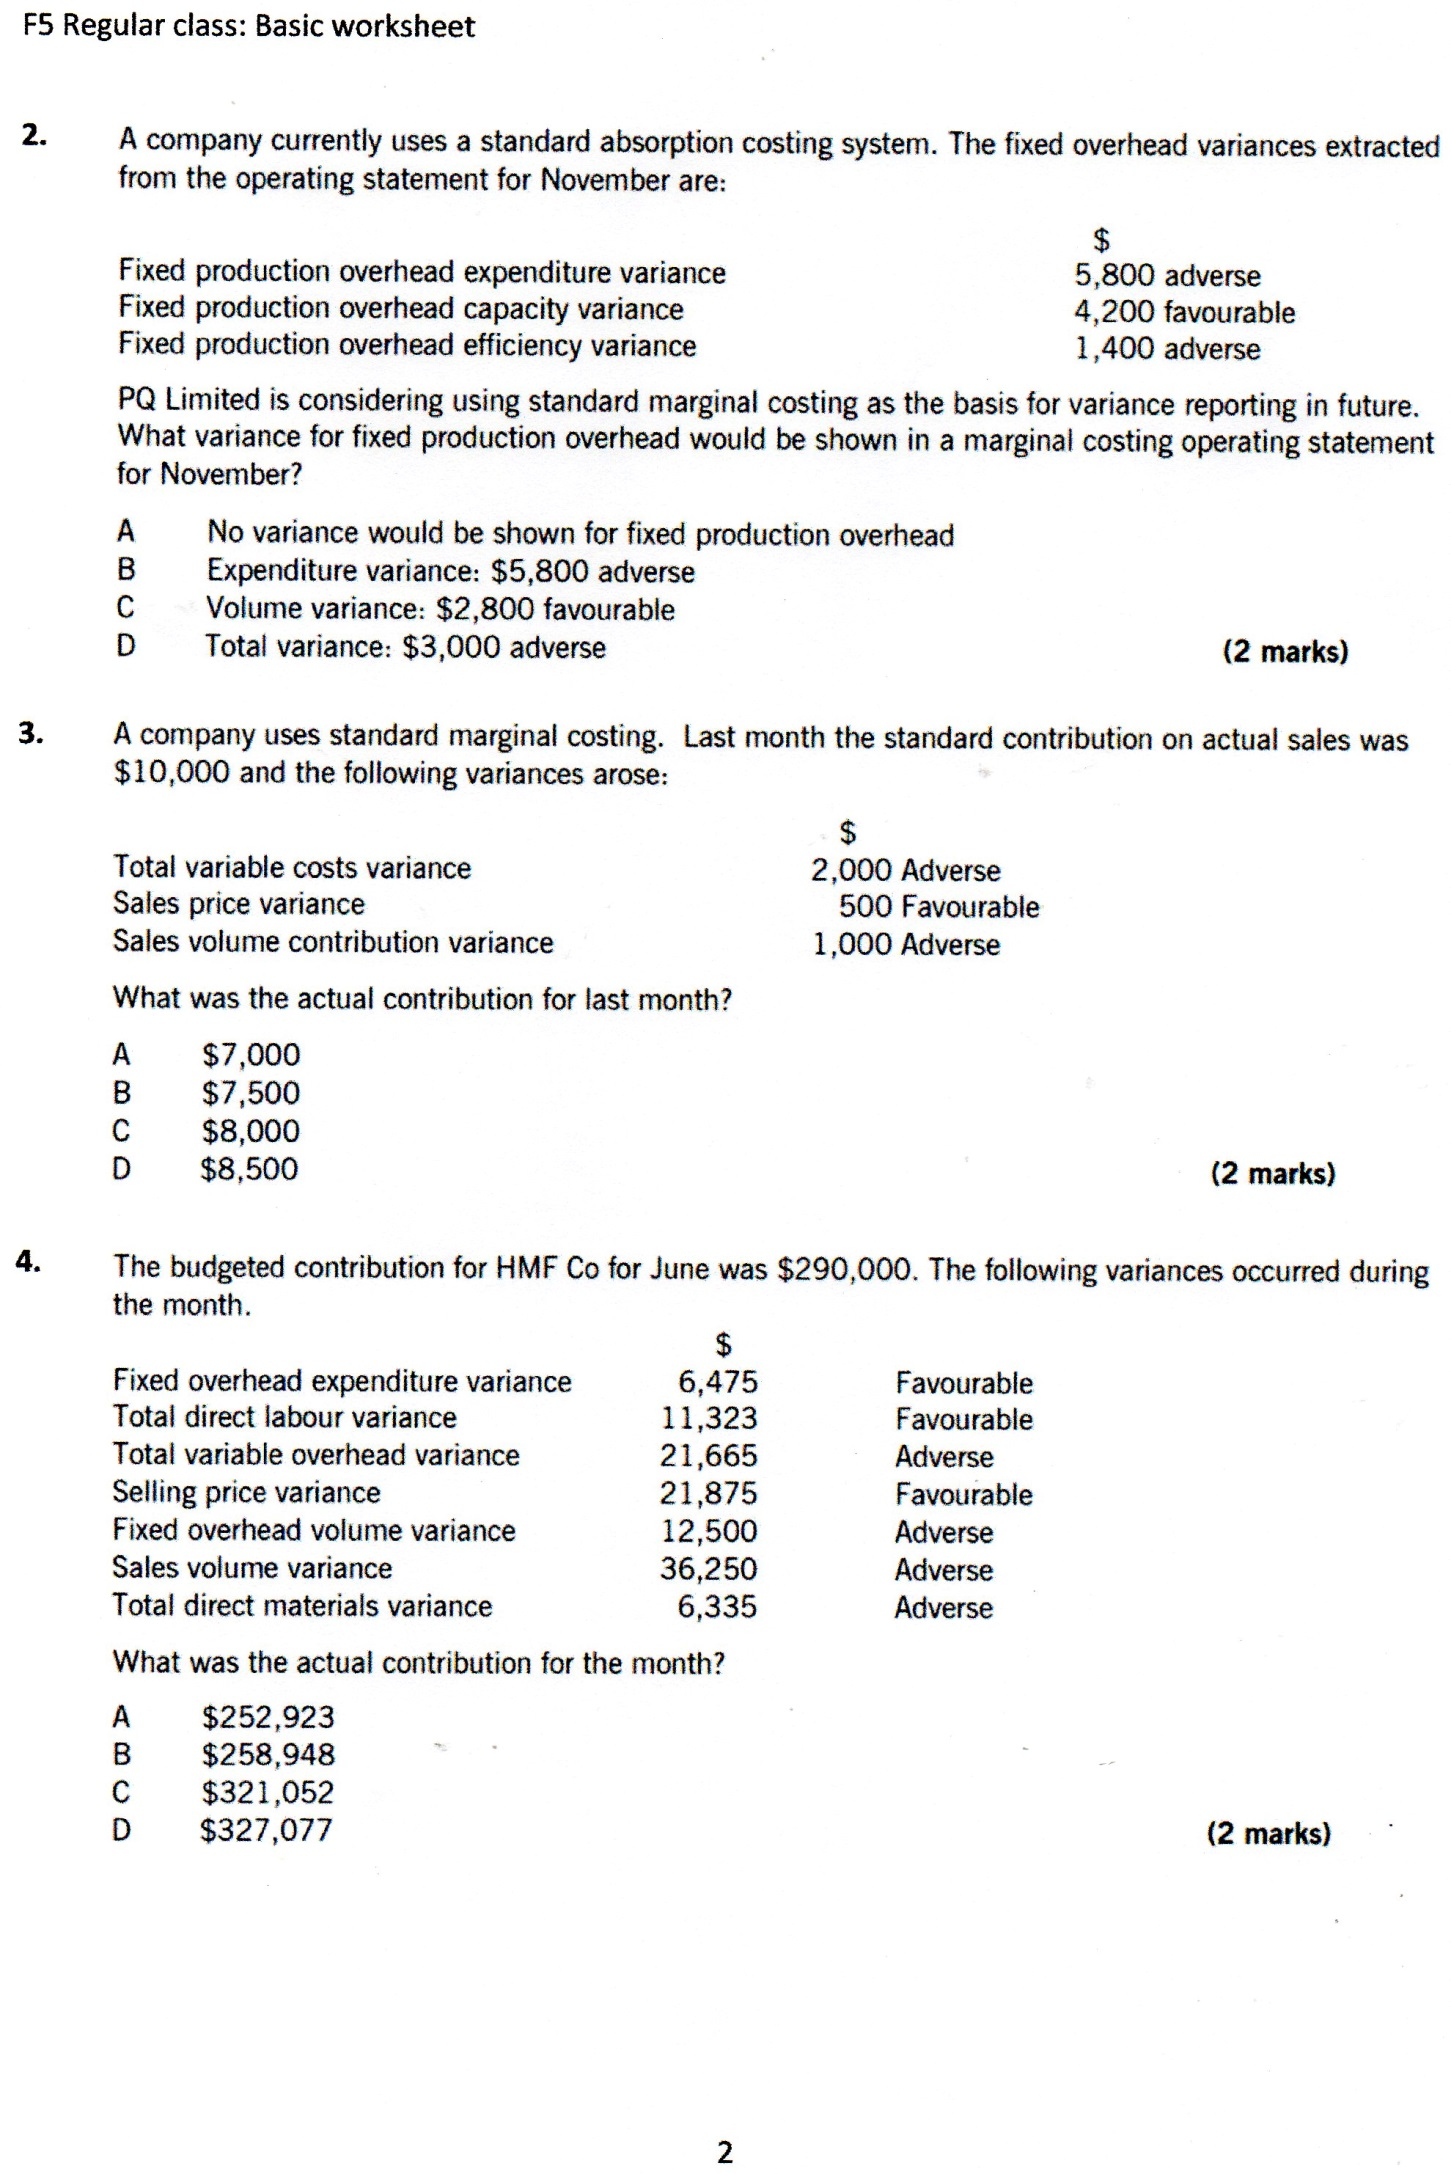 F5 Regular class: Basic worksheet
2. A company currently uses a standard absorption costing system. The fixed overhead variances extracted
from the operating statement for November are:
$
Fixed production overhead expenditure variance 5,800 adverse
Fixed production overhead capacity variance 4,200 favourable
Fixed production overhead efficiency variance 1,400 adverse
PQ Limited is considering using standard marginal costing as the basis for variance reporting in future.
What variance for fixed production overhead would be shown in a marginal costing operating statement
for November?
A No variance would be shown for fixed production overhead
B Expenditure variance: $5,800 adverse
C Volume variance: $2,800 favourable
D Total variance: $3,000 adverse (2 marks)
3. A company uses standard marginal costing. Last month the standard contribution on actual sales was
$10,000 and the following variances arose:
$
Total variable costs variance 2,000 Adverse
Sales price variance 500 Favourable
Sales volume contribution variance 1,000 Adverse
What was the actual contribution for last month?
A $7,000
B $7,500
C $8,000
D $8,500 (2 marks)
4. The budgeted contribution for HMF Co for June was $290,000. The following variances occurred during
the month.
$
Fixed overhead expenditure variance 6,475 Favourable
Total direct labour variance 11,323 Favourable
Total variable overhead variance 21,665 Adverse
Selling price variance 21,875 Favourable
Fixed overhead volume variance 12,500 Adverse
Sales volume variance 36,250 Adverse
Total direct materials variance 6,335 Adverse
What was the actual contribution for the month?
A $252,923
B $258,948
C $321,052
D $327,077 (2 marks)
2